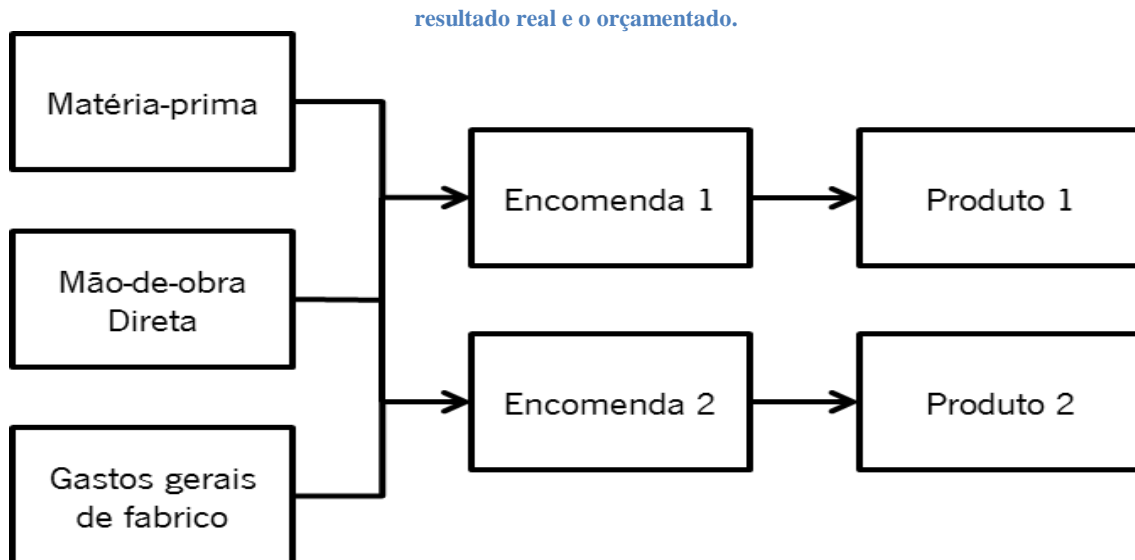 resultado real e o orçamentado.
Matéria-prima
Mão-de-obra
Direta
Gastos gerais
de fabrico
Encomenda 1
Produto 1
Encomenda 2
Produto 2